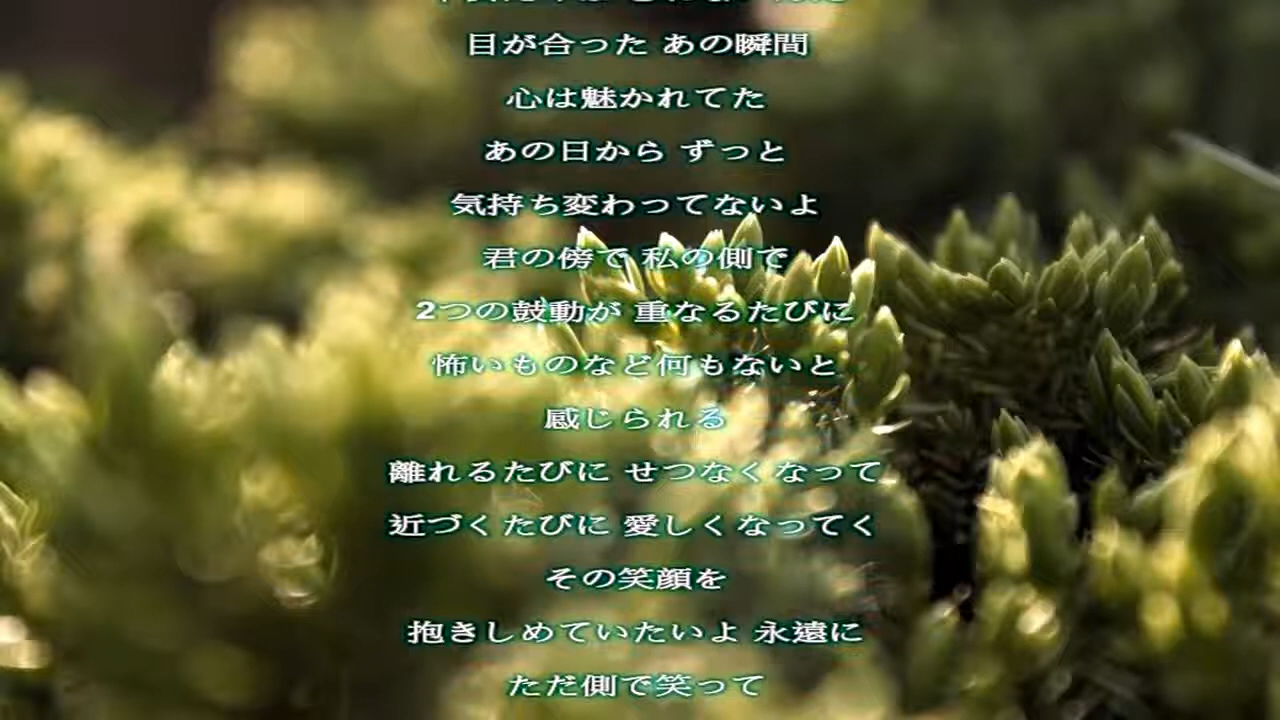 目が合った あの瞬間
心は魅かれてた
あの日から ずっと
気持ち変わってないよ
君の傍で 私の側で
2つの鼓動が 重なるたびに
怖いものなど何もないと
感じられる
離れるたびに せつなくなって
近づくたびに 愛しくなってく
その笑顔を
抱きしめていたいよ 永遠に
ただ側で笑って